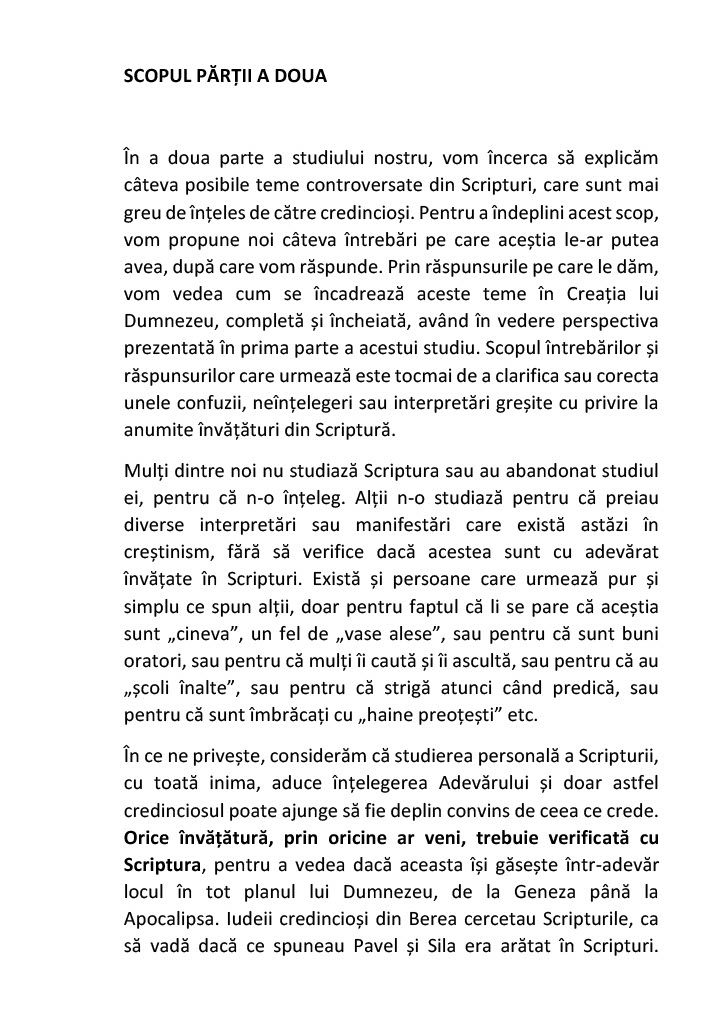 SCOPUL PĂRȚII A DOUA
În a doua parte a studiului nostru, vom încerca să explicăm
câteva posibile teme controversate din Scripturi, care sunt mai
greu de înțeles de către credincioși. Pentru a îndeplini acest scop,
vom propune noi câteva întrebări pe care aceștia le-ar putea
avea, după care vom răspunde. Prin răspunsurile pe care le dăm,
vom vedea cum se încadrează aceste teme în Creația lui
Dumnezeu, completă și încheiată, având în vedere perspectiva
prezentată în prima parte a acestui studiu. Scopul întrebărilor și
răspunsurilor care urmează este tocmai de a clarifica sau corecta
unele confuzii, neînțelegeri sau interpretări greșite cu privire la
anumite învățături din Scriptură.
Mulți dintre noi nu studiază Scriptura sau au abandonat studiul
ei, pentru că n-o înțeleg. Alții n-o studiază pentru că preiau
diverse interpretări sau manifestări care există astăzi în
creștinism, fără să verifice dacă acestea sunt cu adevărat
învățate în Scripturi. Există și persoane care urmează pur și
simplu ce spun alții, doar pentru faptul că li se pare că aceștia
sunt „cineva”, un fel de „vase alese”, sau pentru că sunt buni
oratori, sau pentru că mulți îi caută și îi ascultă, sau pentru că au
„școli înalte”, sau pentru că strigă atunci când predică, sau
pentru că sunt îmbrăcați cu „haine preoțești” etc.
În ce ne privește, considerăm că studierea personală a Scripturii,
cu toată inima, aduce înțelegerea Adevărului și doar astfel
credinciosul poate ajunge să fie deplin convins de ceea ce crede.
Orice învățătură, prin oricine ar veni, trebuie verificată cu
Scriptura, pentru a vedea dacă aceasta își găsește într-adevăr
locul în tot planul lui Dumnezeu, de la Geneza până la
Apocalipsa. Iudeii credincioși din Berea cercetau Scripturile, ca
să vadă dacă ce spuneau Pavel și Sila era arătat în Scripturi.